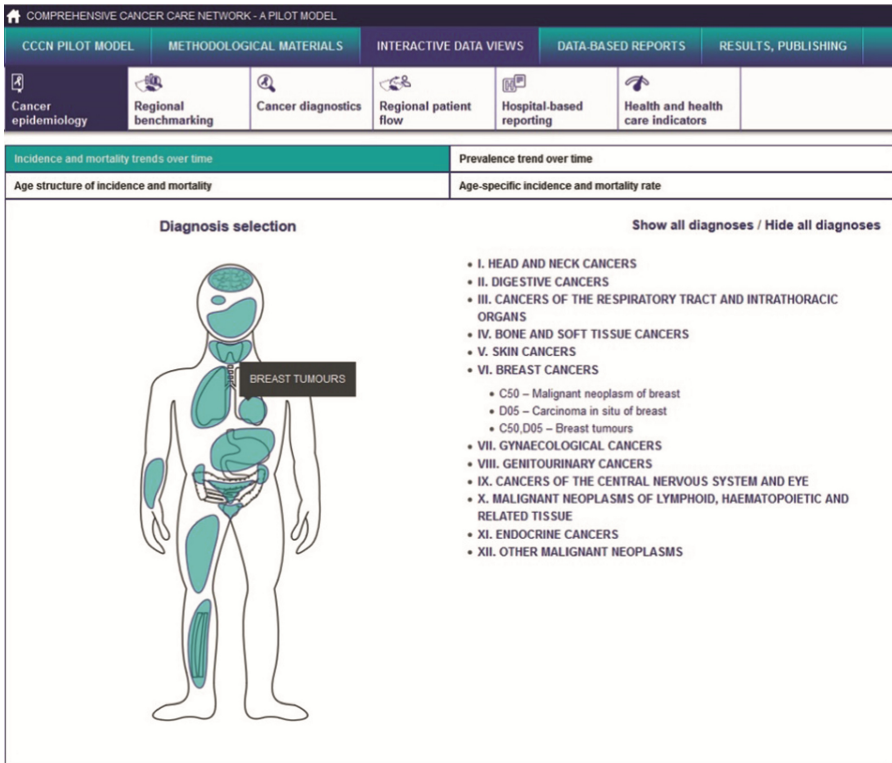 COMPREHENSIVE CANCER CARE NETWORK - A PILOT MODEL
CCCN PILOT MODEL
METHODOLOGICAL MATERIALS
INTERACTIVE DATA VIEWS
DATA-BASED REPORTS
RESULTS, PUBLISHING
Cancer
epidemiology
Regional
benchmarking
Cancer diagnostics
Regional patient
flow
Hospital-based
reporting
Health and health
care indicators
Incidence and mortality trends over time
Prevalence trend over time
Age structure of incidence and mortality
Age-specific incidence and mortality rate
Diagnosis selection
Show all diagnoses / Hide all diagnoses
BREAST TUMOURS
• I. HEAD AND NECK CANCERS
• II. DIGESTIVE CANCERS
• III. CANCERS OF THE RESPIRATORY TRACT AND INTRATHORACIC
ORGANS
• IV. BONE AND SOFT TISSUE CANCERS
• V. SKIN CANCERS
• VI. BREAST CANCERS
• C50 – Malignant neoplasm of breast
• D05 – Carcinoma in situ of breast
• C50,D05 – Breast tumours
• VII. GYNAECOLOGICAL CANCERS
• VIII. GENITOURINARY CANCERS
• IX. CANCERS OF THE CENTRAL NERVOUS SYSTEM AND EYE
• X. MALIGNANT NEOPLASMS OF LYMPHOID, HAEMATOPOIETIC AND
RELATED TISSUE
• XI. ENDOCRINE CANCERS
• XII. OTHER MALIGNANT NEOPLASMS